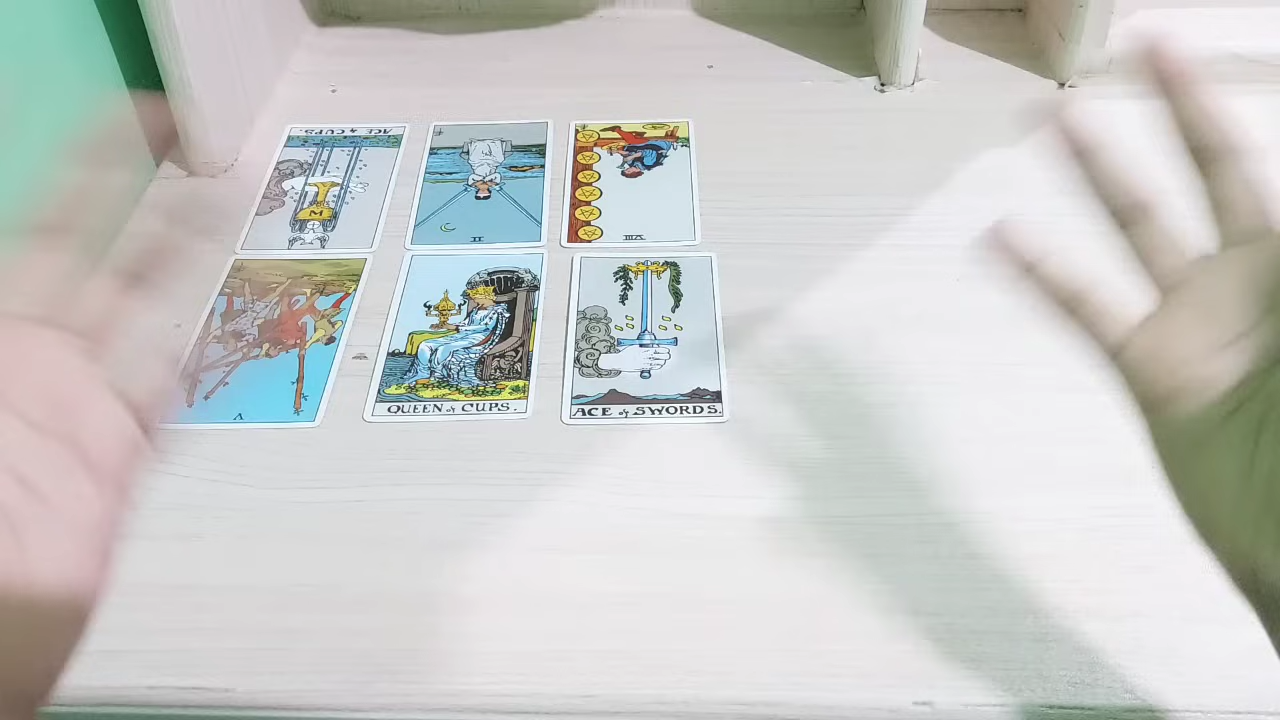 ACE of CUPS.
II
VIII
V
QUEEN of CUPS.
ACE of SWORDS.